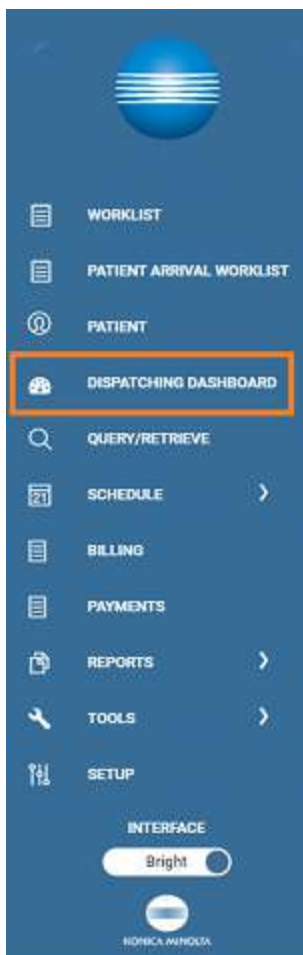 WORKLIST
PATIENT ARRIVAL WORKLIST
PATIENT
DISPATCHING DASHBOARD
QUERY/RETRIEVE
21 SCHEDULE
BILLING
PAYMENTS
REPORTS
TOOLS
SETUP
INTERFACE
Bright
KONICA MINOLTA